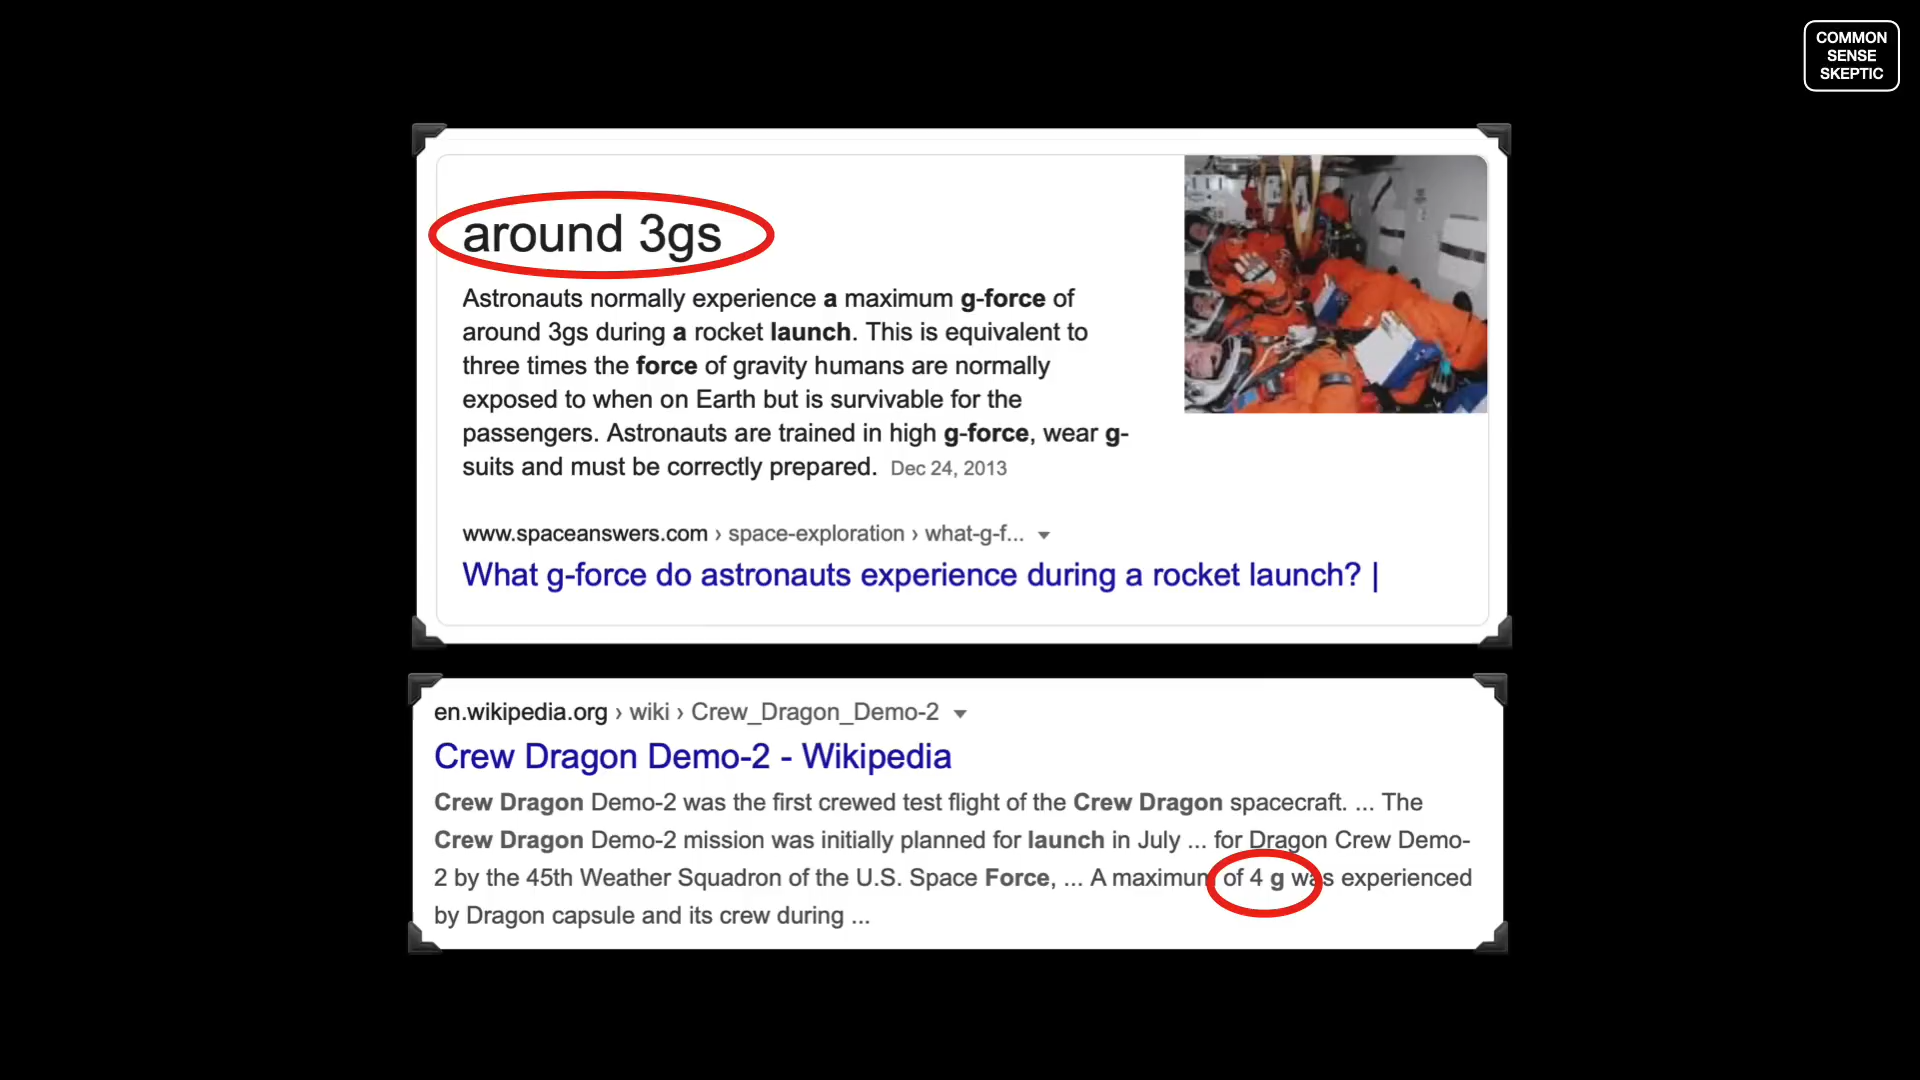 COMMON
SENSE
SKEPTIC
around 3gs
Astronauts normally experience a maximum g-force of
around 3gs during a rocket launch. This is equivalent to
three times the force of gravity humans are normally
exposed to when on Earth but is survivable for the
passengers. Astronauts are trained in high g-force, wear g-
suits and must be correctly prepared. Dec 24, 2013
www.spaceanswers.com › space-exploration › what-g-f...
What g-force do astronauts experience during a rocket launch? |
en.wikipedia.org › wiki › Crew_Dragon_Demo-2
Crew Dragon Demo-2 - Wikipedia
Crew Dragon Demo-2 was the first crewed test flight of the Crew Dragon spacecraft. ... The
Crew Dragon Demo-2 mission was initially planned for launch in July ... for Dragon Crew Demo-
2 by the 45th Weather Squadron of the U.S. Space Force, ... A maximum of 4 g was experienced
by Dragon capsule and its crew during ...